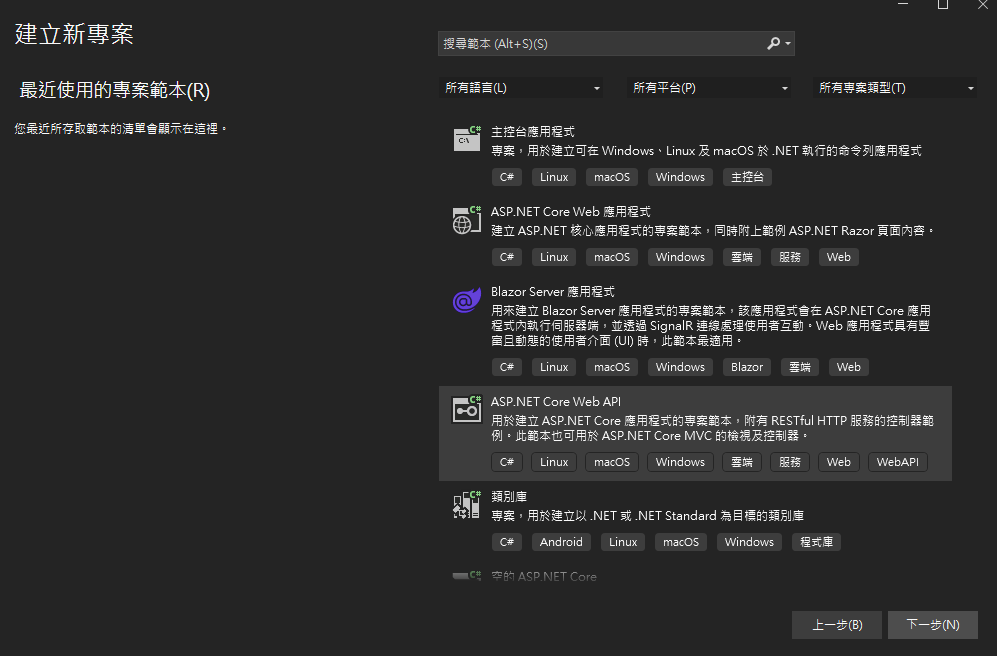 建立新專案
最近使用的專案範本(R)
您最近所存取範本的清單會顯示在這裡。
搜尋範本 (Alt+S)(S)
所有語言(L) 所有平台(P) 所有專案類型(T)
主控台應用程式
專案，用於建立可在 Windows、Linux 及 macOS 於 .NET 執行的命令列應用程式
C# Linux macOS Windows 主控台
ASP.NET Core Web 應用程式
建立 ASP.NET 核心應用程式的專案範本，同時附上範例 ASP.NET Razor 頁面內容。
C# Linux macOS Windows 雲端 服務 Web
Blazor Server 應用程式
用來建立 Blazor Server 應用程式的專案範本，該應用程式會在 ASP.NET Core 應用
程式內執行伺服器端，並透過 SignalR 連線處理使用者互動。Web 應用程式具有豐
富且動態的使用者介面 (UI) 時，此範本最適用。
C# Linux macOS Windows Blazor 雲端 Web
ASP.NET Core Web API
用於建立 ASP.NET Core 應用程式的專案範本，附有 RESTful HTTP 服務的控制器範
例。此範本也可用於 ASP.NET Core MVC 的檢視及控制器。
C# Linux macOS Windows 雲端 服務 Web WebAPI
類別庫
專案，用於建立以 .NET 或 .NET Standard 為目標的類別庫
C# Android Linux macOS Windows 程式庫
空的 ASP.NET Core
上一步(B) 下一步(N)